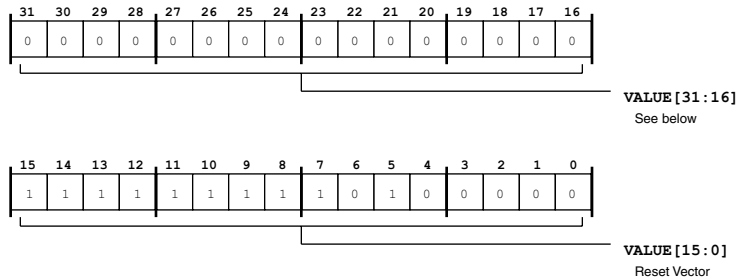 31 30 29 28 27 26 25 24 23 22 21 20 19 18 17 16
0 0 0 0 0 0 0 0 0 0 0 0 0 0 0 0
VALUE[31:16]
See below
15 14 13 12 11 10 9 8 7 6 5 4 3 2 1 0
1 1 1 1 1 1 1 1 1 0 1 0 0 0 0 0
VALUE[15:0]
Reset Vector